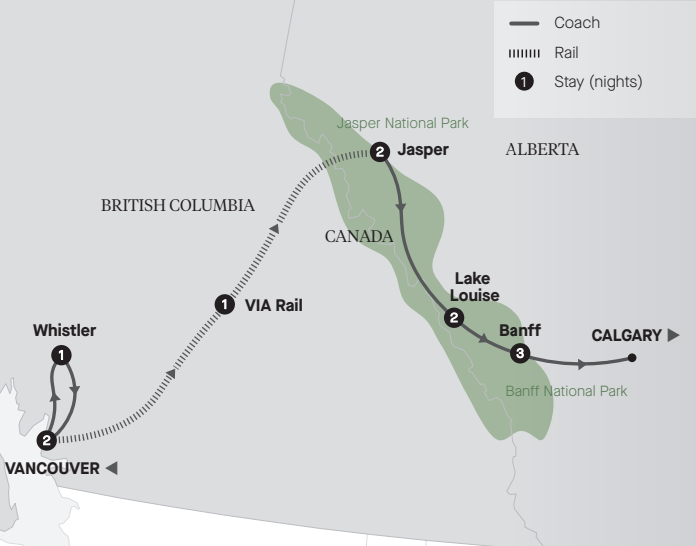 Coach
Rail
1 Stay (nights)
Jasper National Park
2 Jasper
ALBERTA
BRITISH COLUMBIA
CANADA
Lake
Louise
2
1 VIA Rail
Whistler
1
Banff
3
CALGARY
Banff National Park
2
VANCOUVER